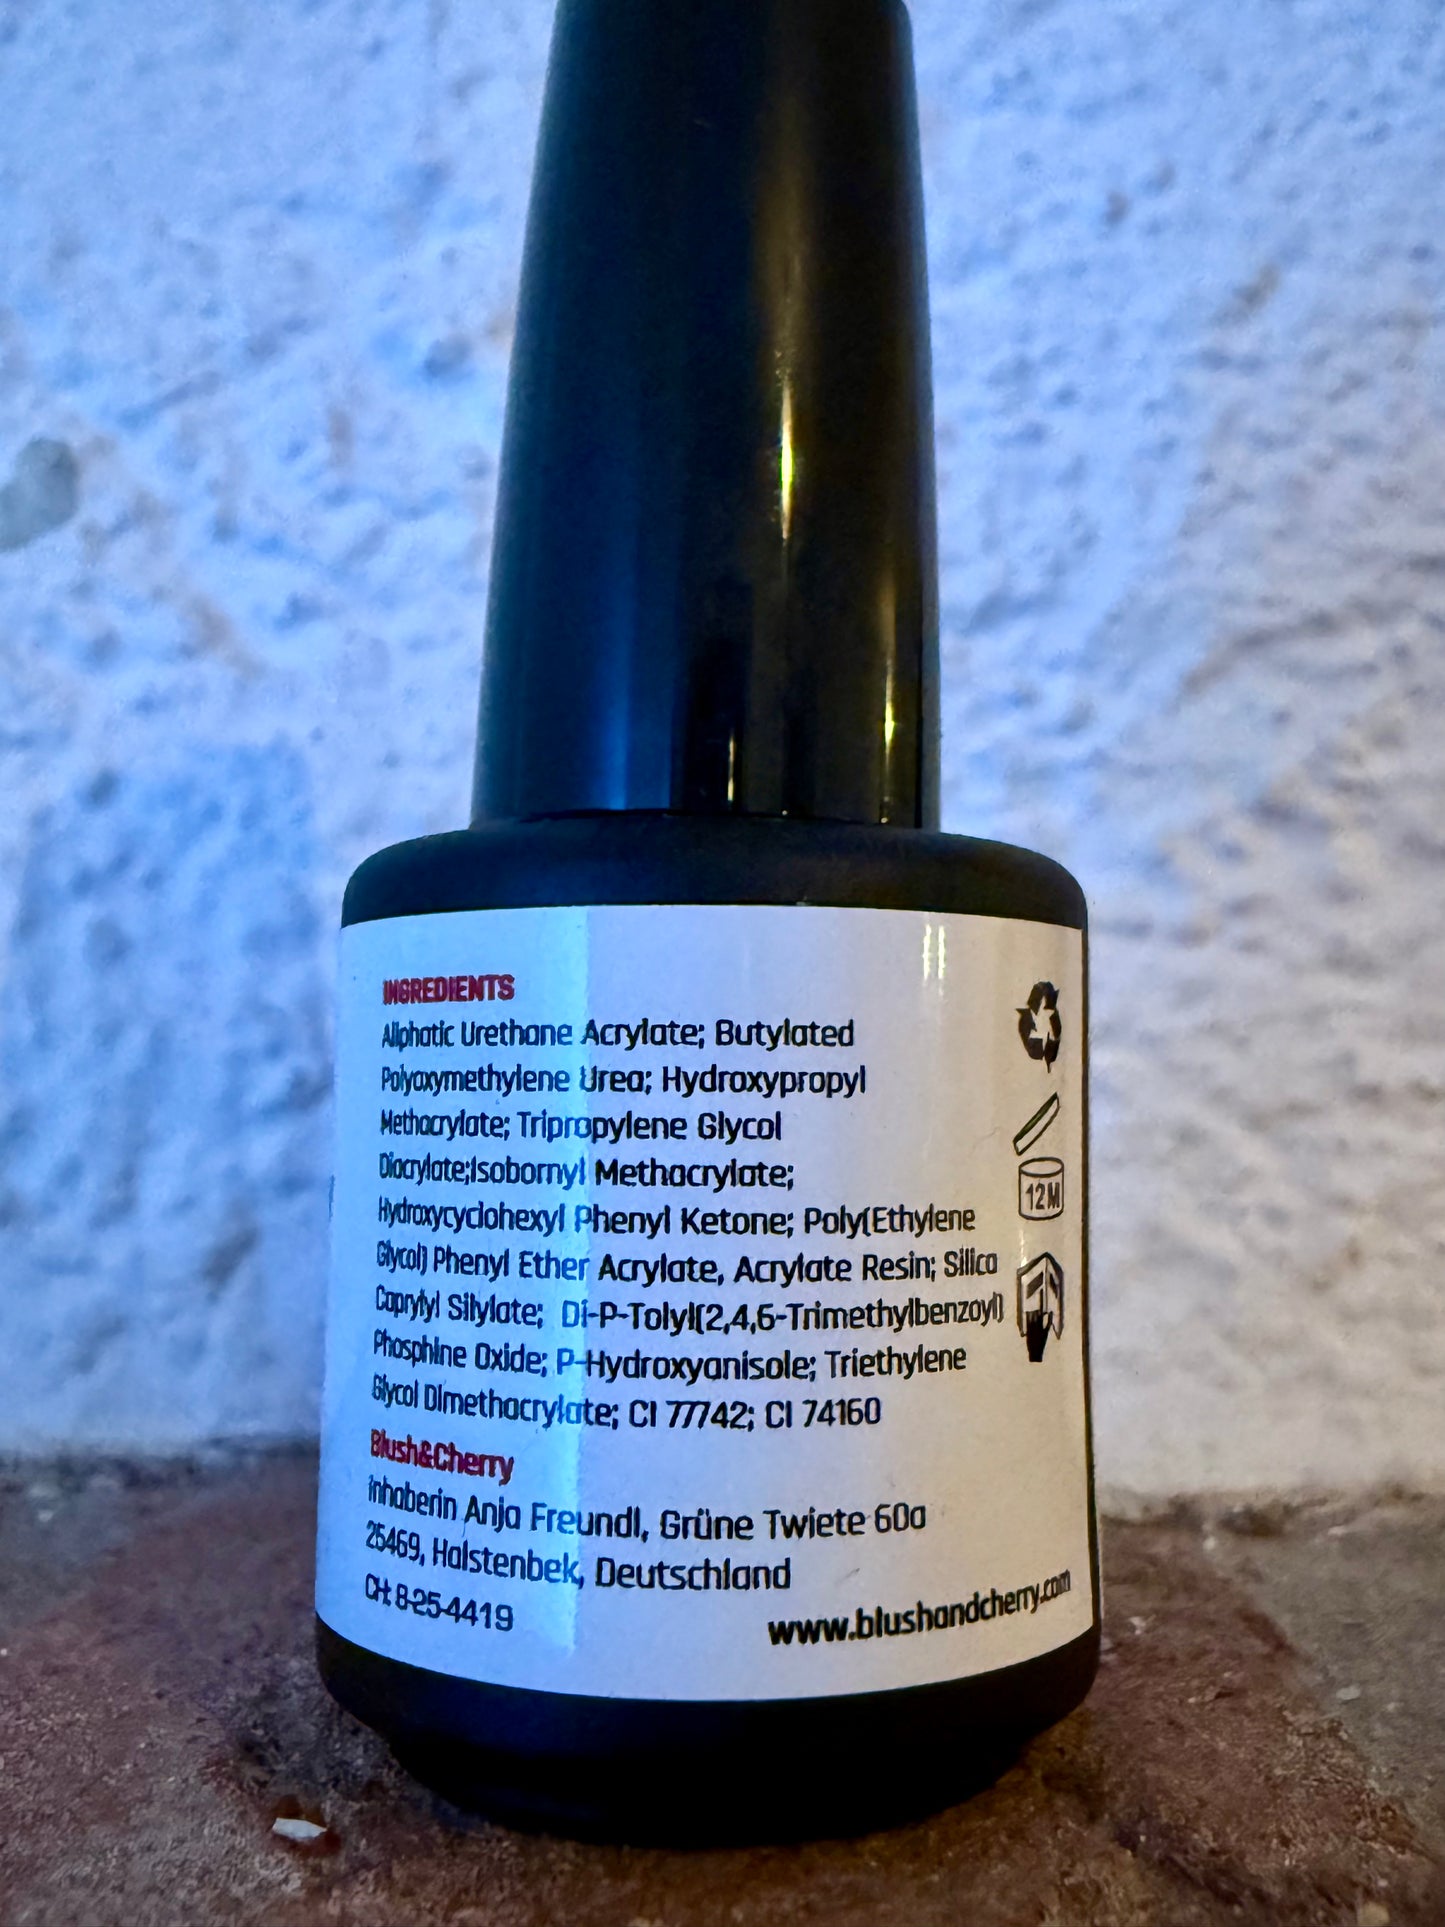 INGREDIENTS
Aliphatic Urethane Acrylate; Butylated
Polyoxymethylene Urea; Hydroxypropyl
Methacrylate; Tripropylene Glycol
Diacrylate;Isobornyl Methacrylate;
Hydroxycyclohexyl Phenyl Ketone; Poly(Ethylene
Glycol) Phenyl Ether Acrylate, Acrylate Resin; Silica
Caprylyl Silylate; Di-P-Tolyl(2,4,6-Trimethylbenzoyl)
Phosphine Oxide; P-Hydroxyanisole; Triethylene
Glycol Dimethacrylate; CI 77742; CI 74160
Blush&Cherry
Inhaberin Anja Freundl, Grüne Twiete 60a
25469, Halstenbek, Deutschland
CH: 8-25-4419
www.blushandcherry.com
12M